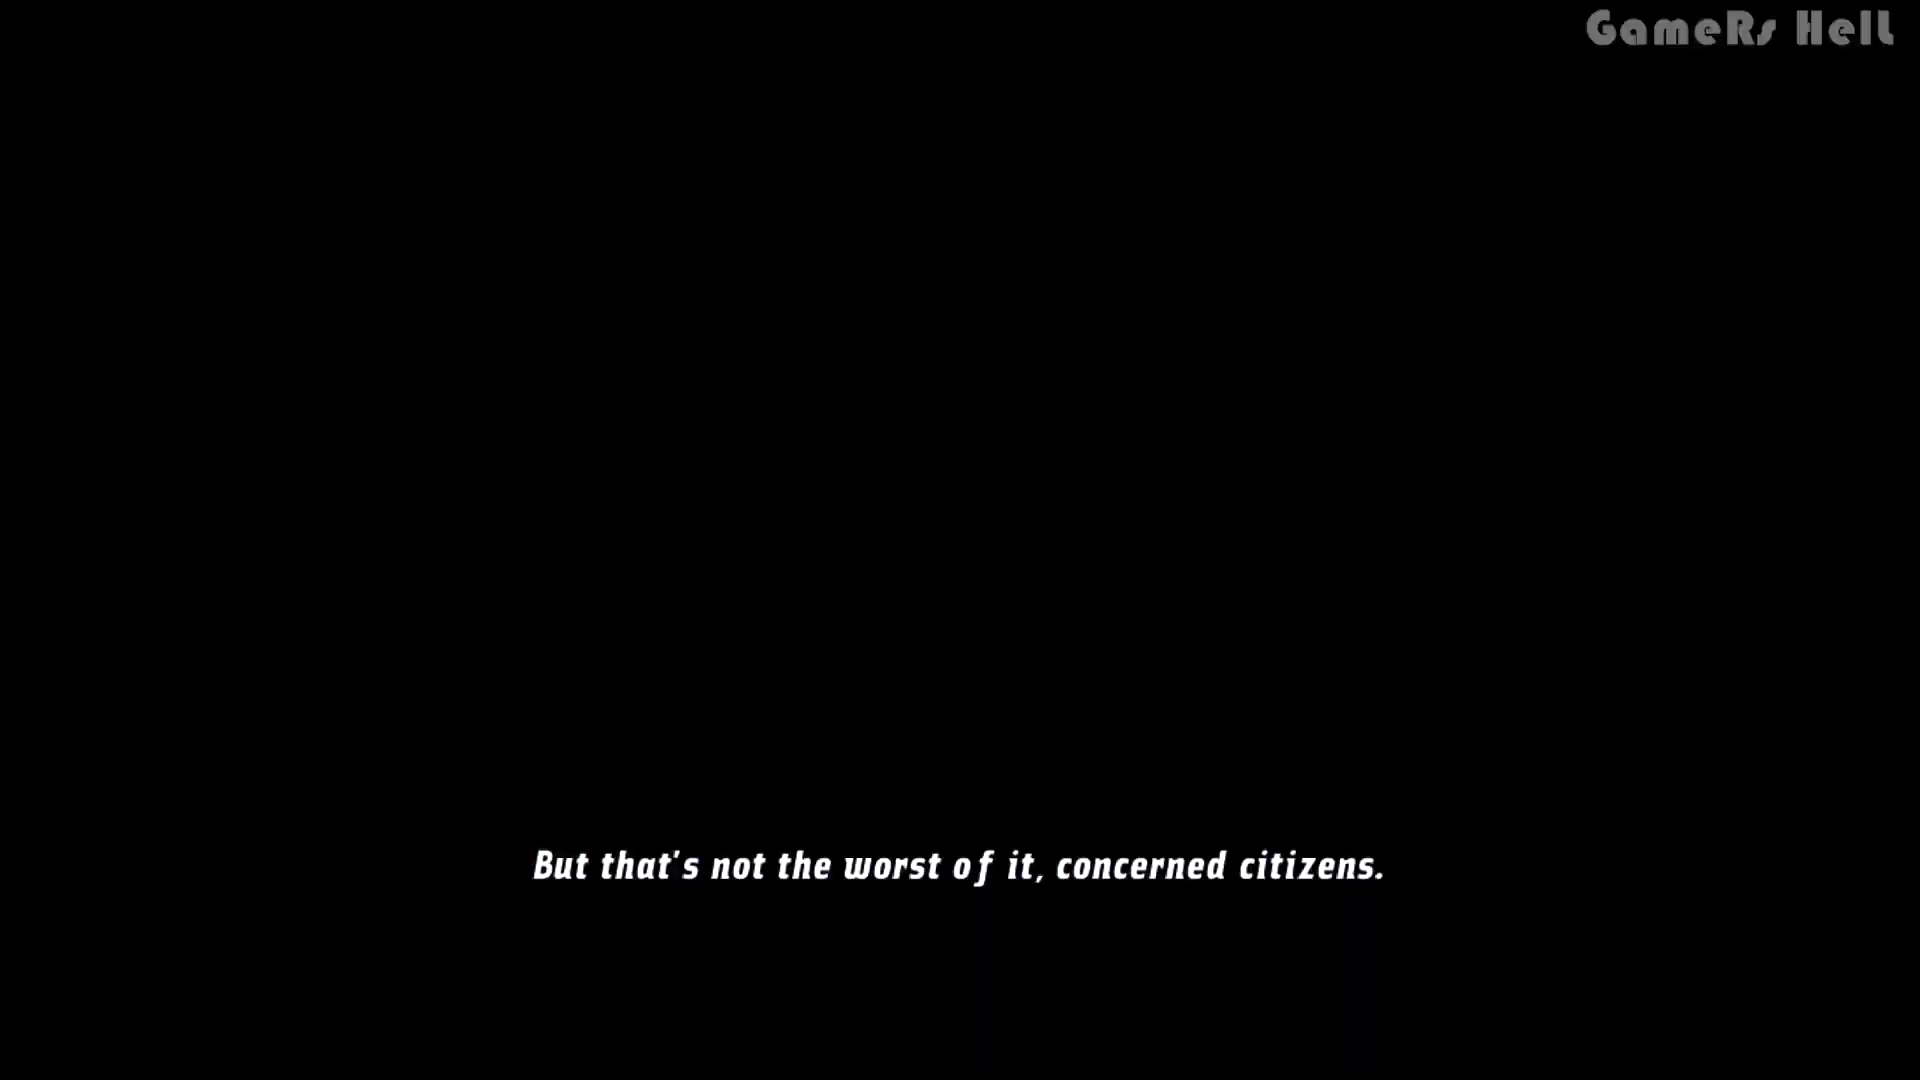 GameRs HelL
But that's not the worst of it, concerned citizens.